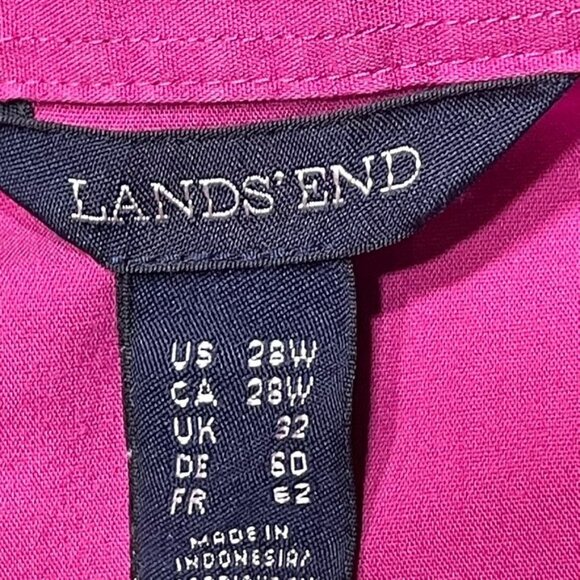 LANDS' END
US 28W
CA 28W
UK 32
DE 60
FR 62
MADE IN
INDONESIA/